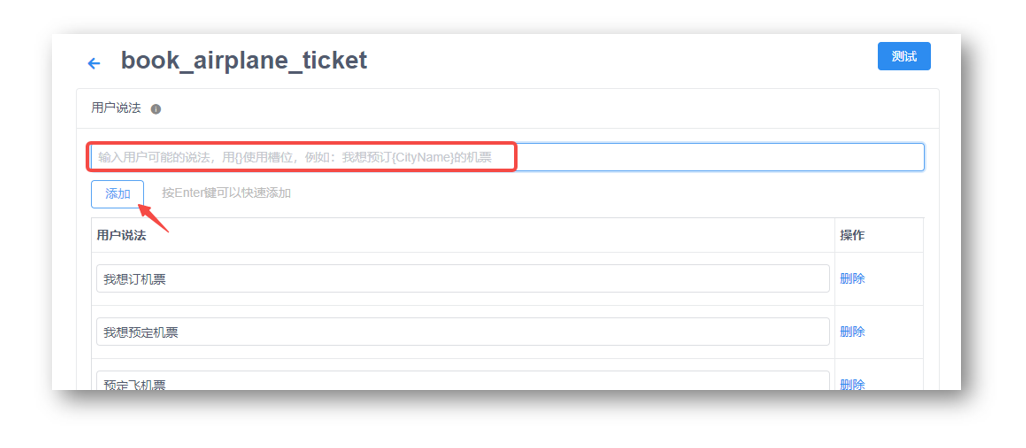 book_airplane_ticket
测试
用户说法
输入用户可能的说法，用{}使用槽位，例如：我想预订{CityName}的机票
添加 按Enter键可以快速添加
用户说法 操作
我想订机票 删除
我想预定机票 删除
预定飞机票 删除